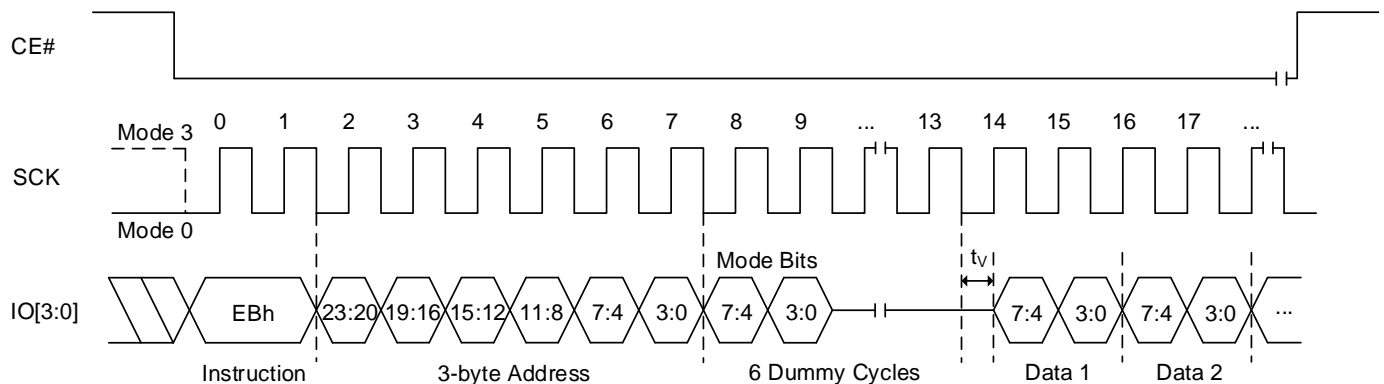 CE#
0 1 2 3 4 5 6 7 8 9 ... 13 14 15 16 17 ...
Mode 3
SCK
Mode 0
Mode Bits tV
IO[3:0] EBh 23:20 19:16 15:12 11:8 7:4 3:0 7:4 3:0 7:4 3:0 7:4 3:0 ...
Instruction 3-byte Address 6 Dummy Cycles Data 1 Data 2